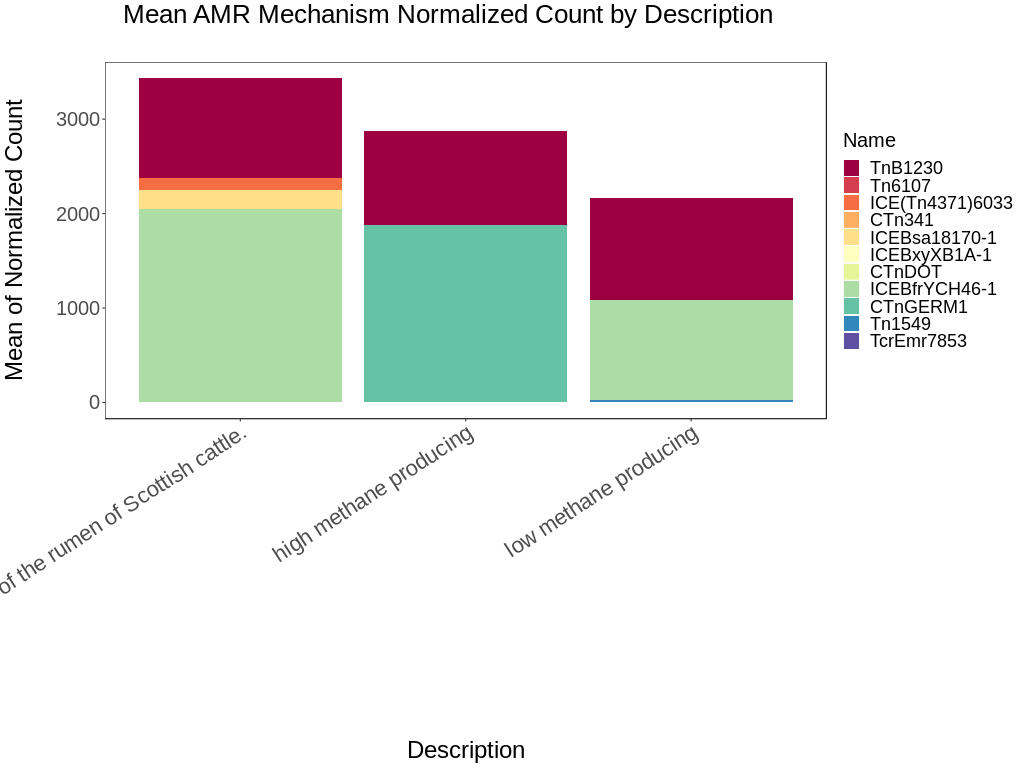 Mean AMR Mechanism Normalized Count by Description
Mean of Normalized Count
3000
2000
1000
0
of the rumen of Scottish cattle.
high methane producing
low methane producing
Description
Name
TnB1230
Tn6107
ICE(Tn4371)6033
CTn341
ICEBsa18170-1
ICEBxyXB1A-1
CTnDOT
ICEBfrYCH46-1
CTnGERM1
Tn1549
TcrEmr7853